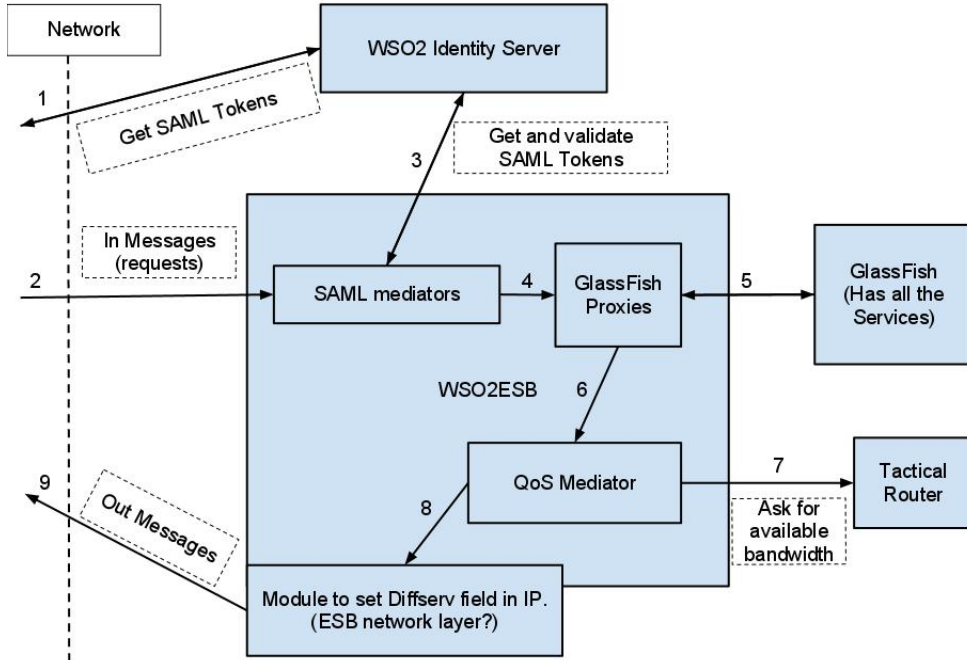 Network
WSO2 Identity Server
1
Get SAML Tokens
3
Get and validate
SAML Tokens
In Messages
(requests)
2
SAML mediators
4
GlassFish
Proxies
5
GlassFish
(Has all the
Services)
WSO2ESB
6
QoS Mediator
7
Tactical
Router
Ask for
available
bandwidth
8
9
Out Messages
Module to set Diffserv field in IP.
(ESB network layer?)